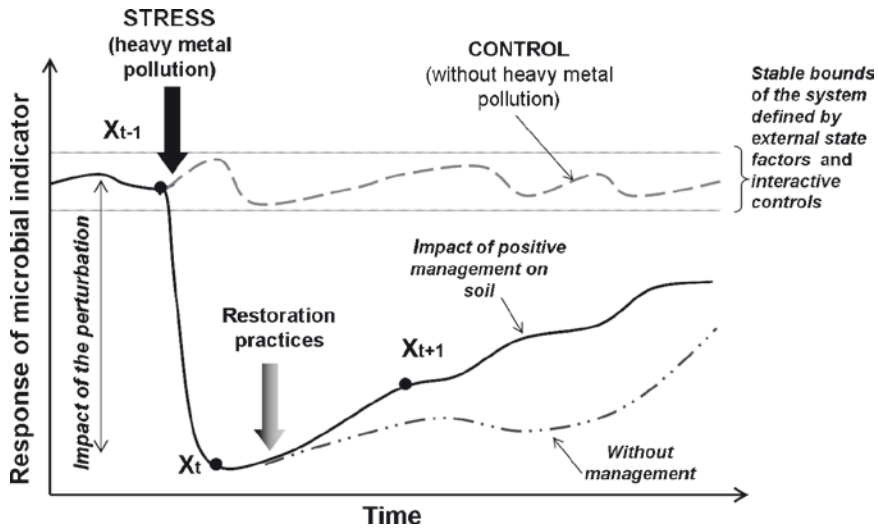 STRESS
(heavy metal
pollution)
CONTROL
(without heavy metal
pollution)
Stable bounds
of the system
defined by
external state
factors and
interactive
controls
Xt-1
Response of microbial indicator
Impact of the perturbation
Impact of positive
management on
soil
Restoration
practices
Xt+1
Xt
Without
management
Time